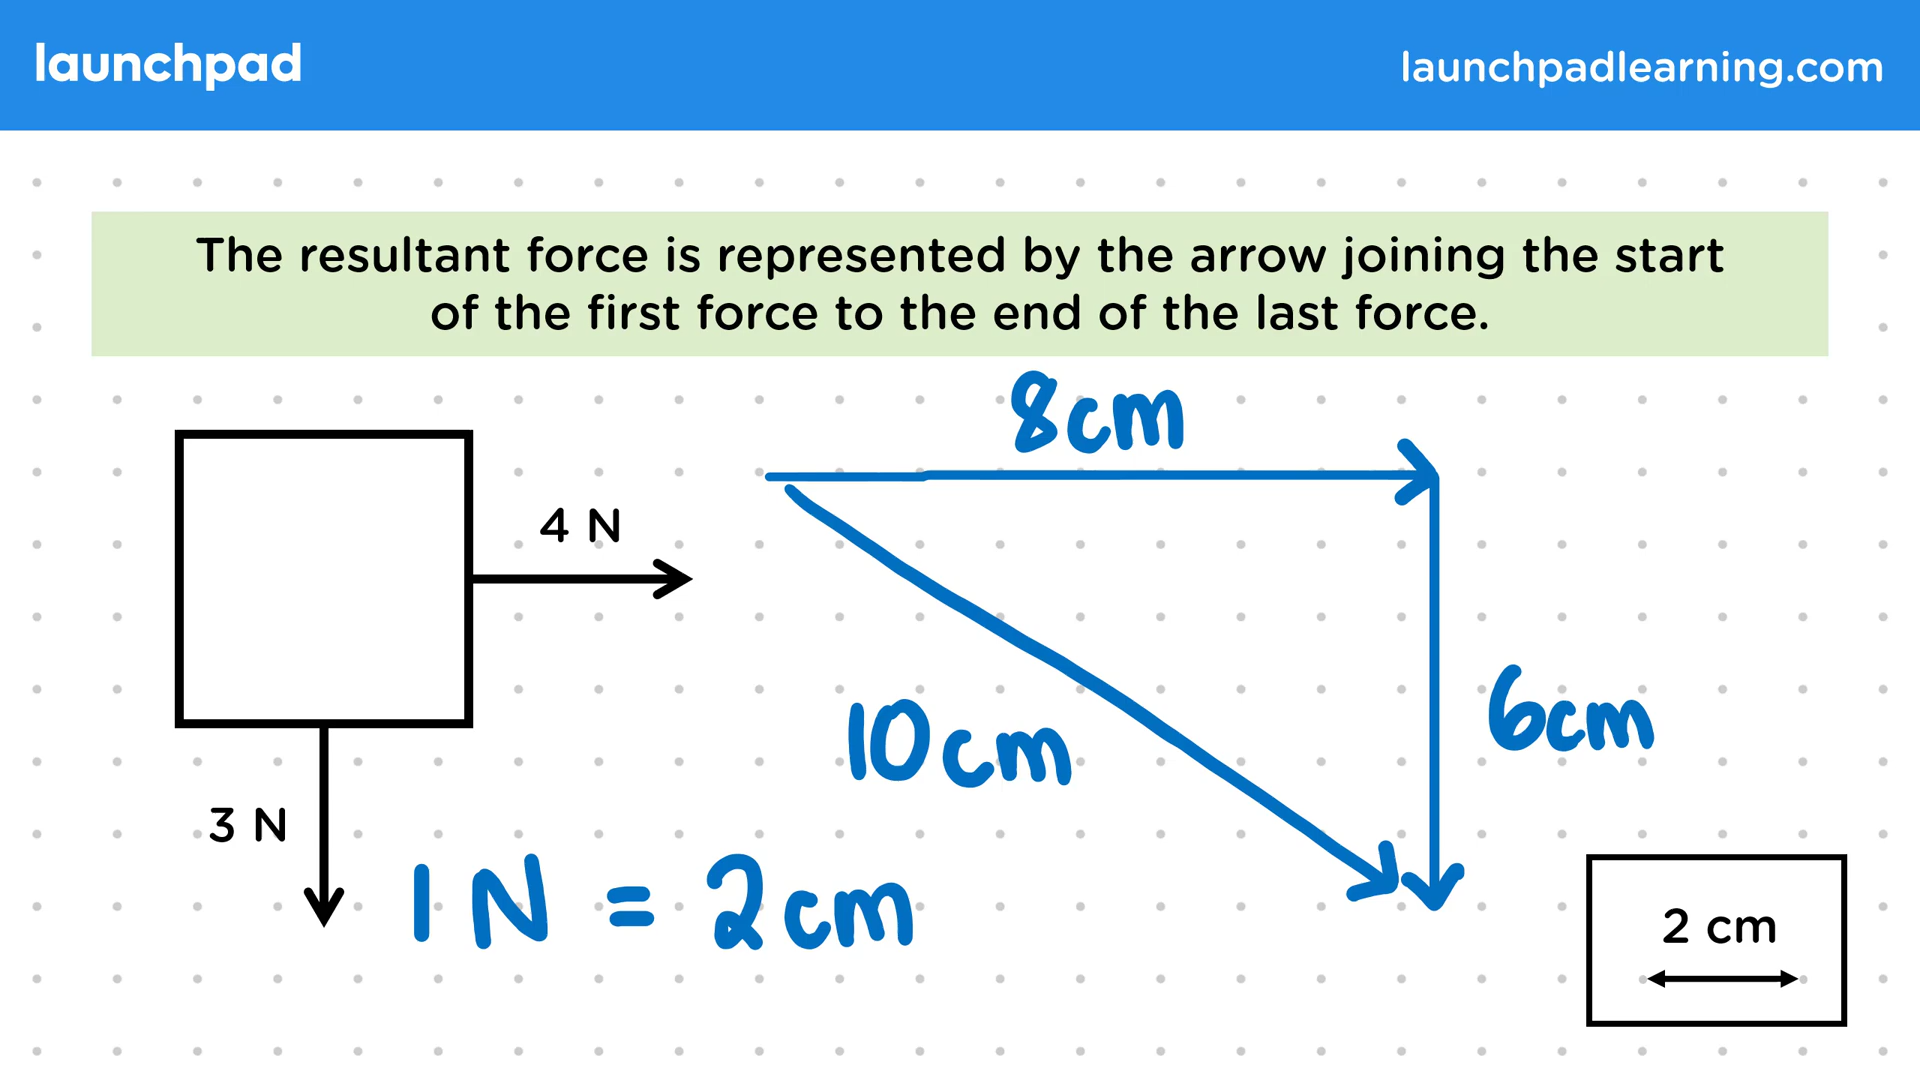 launchpad
launchpadlearning.com
The resultant force is represented by the arrow joining the start
of the first force to the end of the last force.
8cm
4 N
6cm
10cm
3 N
1 N = 2cm
2 cm